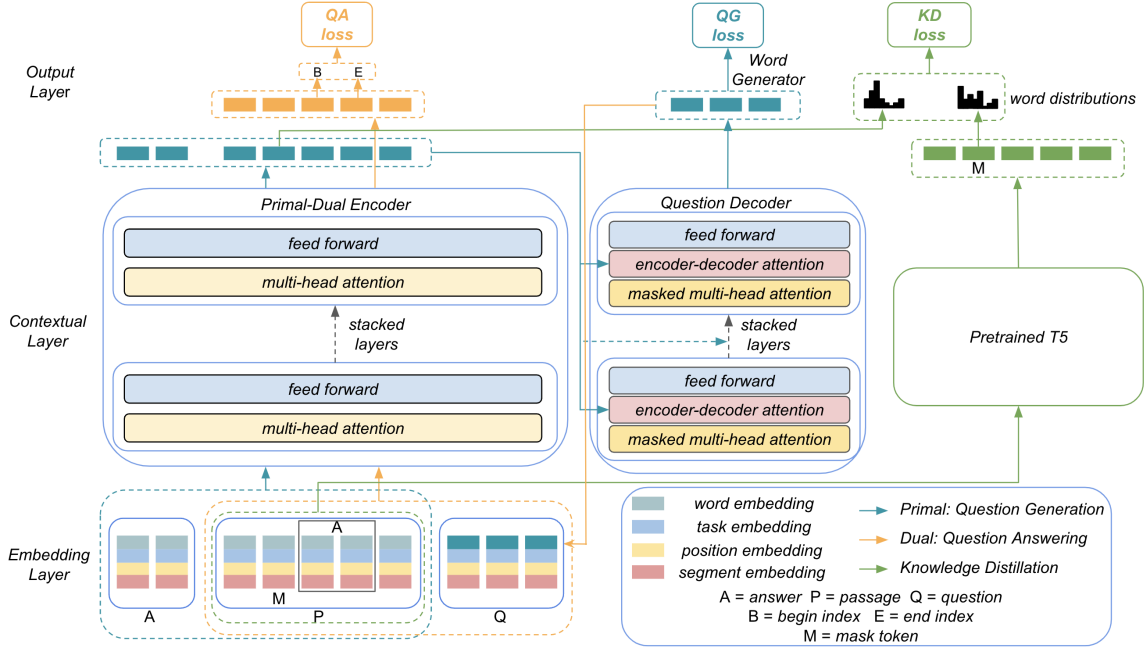 QA
loss
QG
loss
KD
loss
Output
Layer
B E
Word
Generator
word distributions
M
Primal-Dual Encoder
feed forward
multi-head attention
stacked
layers
feed forward
multi-head attention
Question Decoder
feed forward
encoder-decoder attention
masked multi-head attention
stacked
layers
feed forward
encoder-decoder attention
masked multi-head attention
Contextual
Layer
Pretrained T5
Embedding
Layer
A
A
M
P
Q
word embedding
task embedding
position embedding
segment embedding
Primal: Question Generation
Dual: Question Answering
Knowledge Distillation
A = answer P = passage Q = question
B = begin index E = end index
M = mask token